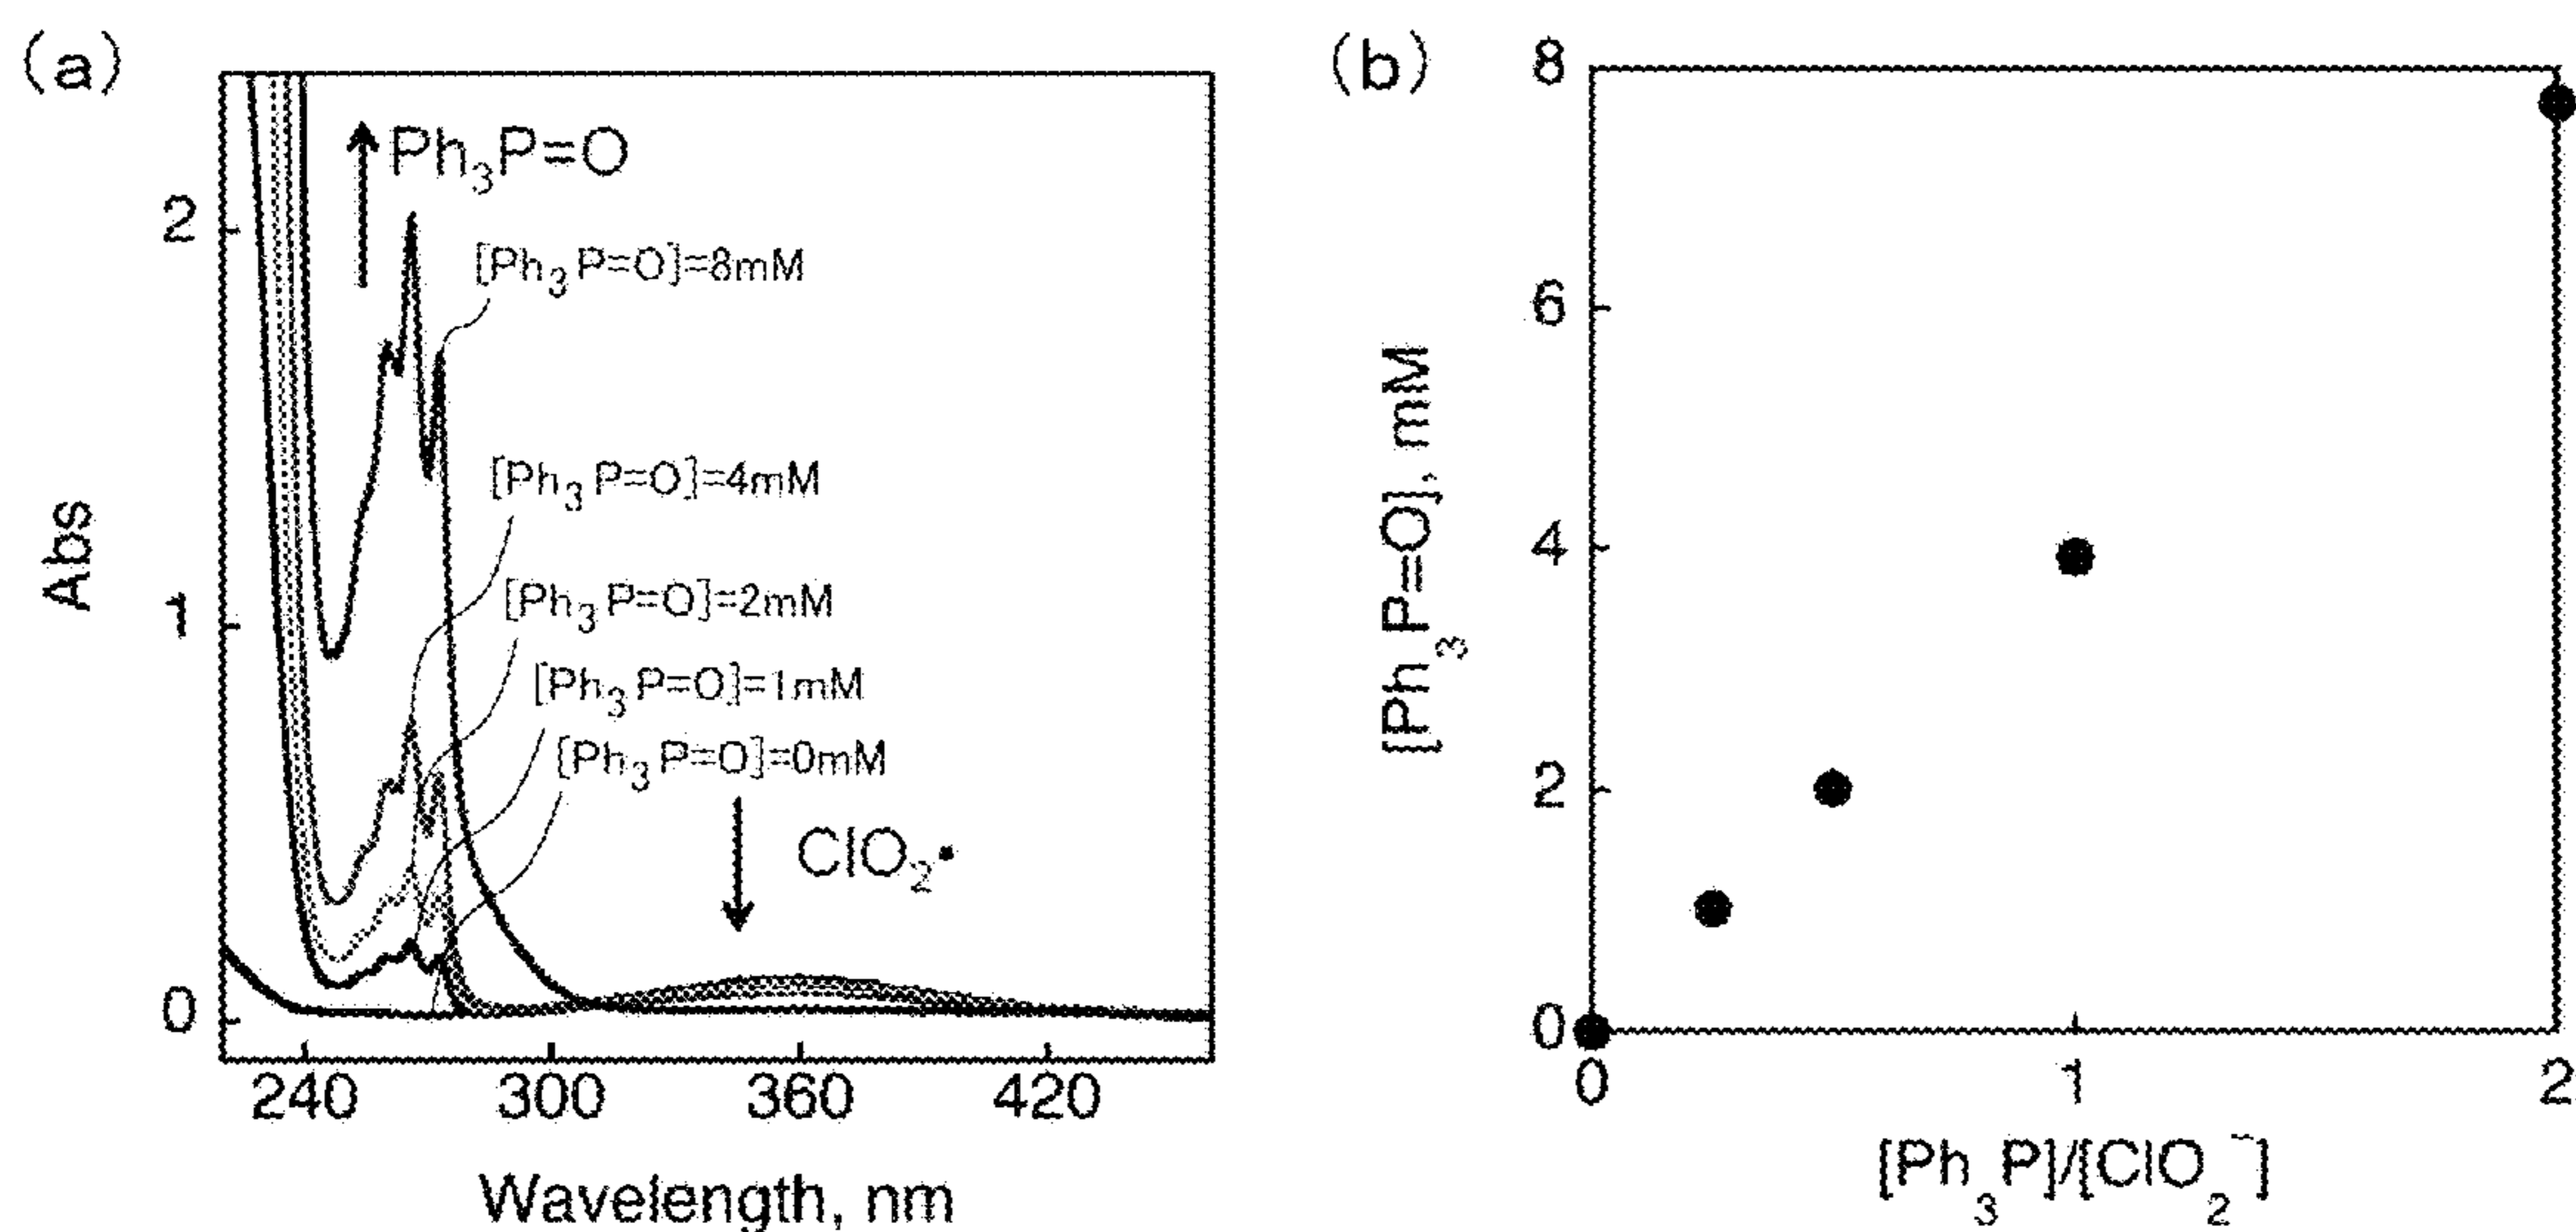 (a)
Ph3P=O
[Ph3P=O]=8mM
[Ph3P=O]=4mM
[Ph3P=O]=2mM
[Ph3P=O]=1mM
[Ph3P=O]=0mM
ClO2•
2
1
0
Abs
240 300 360 420
Wavelength, nm
(b)
8
6
4
2
0
[Ph3P=O], mM
0 1 2
[Ph3P]/[ClO2−]